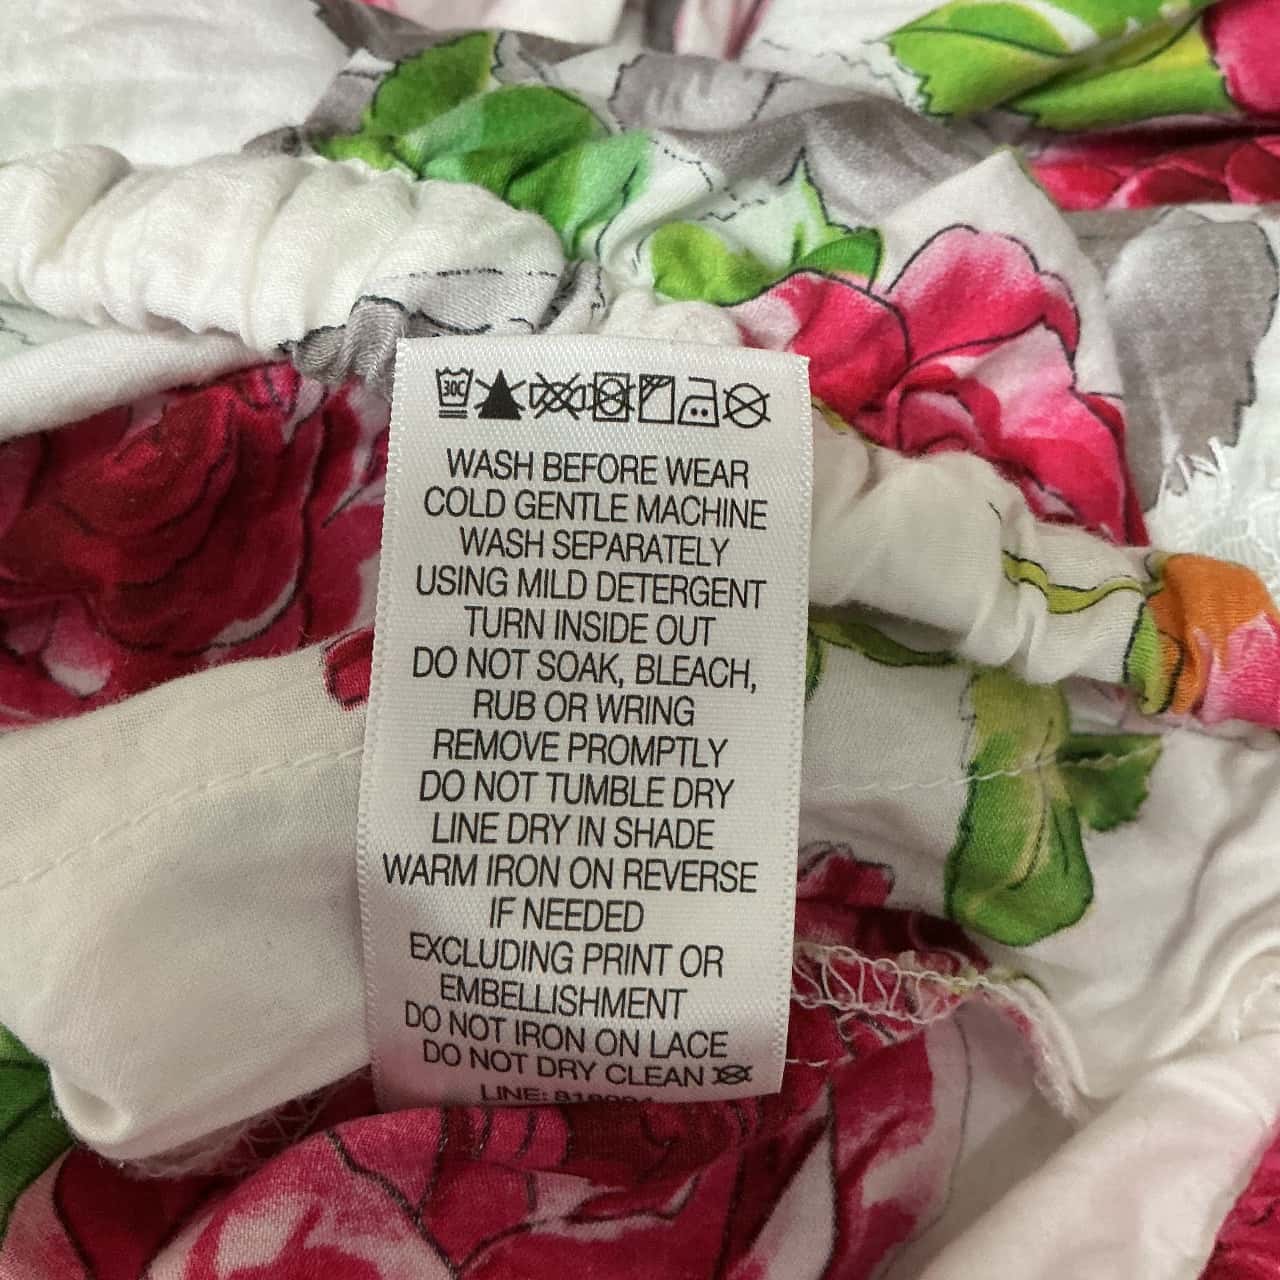 30C
WASH BEFORE WEAR
COLD GENTLE MACHINE
WASH SEPARATELY
USING MILD DETERGENT
TURN INSIDE OUT
DO NOT SOAK, BLEACH,
RUB OR WRING
REMOVE PROMPTLY
DO NOT TUMBLE DRY
LINE DRY IN SHADE
WARM IRON ON REVERSE
IF NEEDED
EXCLUDING PRINT OR
EMBELLISHMENT
DO NOT IRON ON LACE
DO NOT DRY CLEAN
LINE: